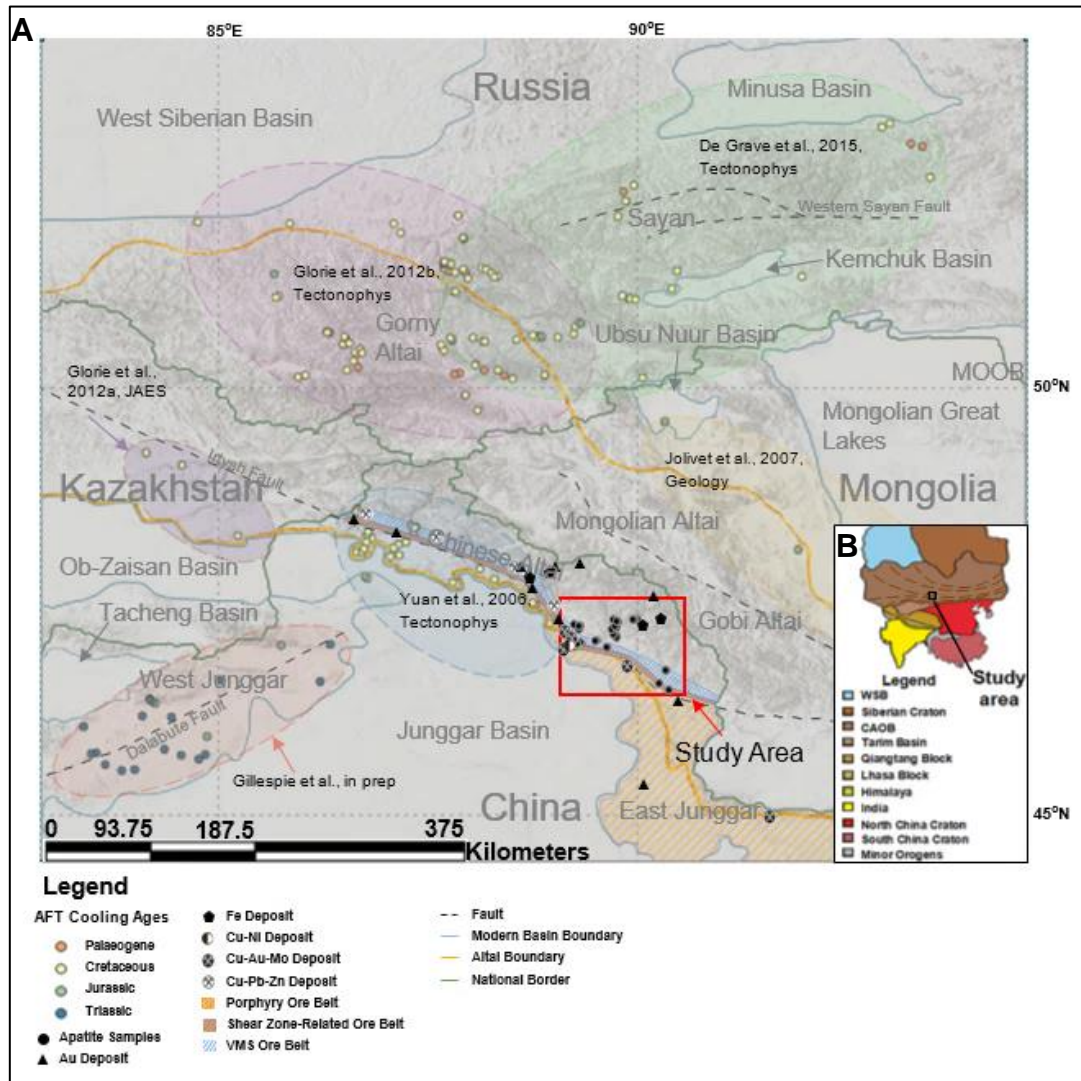 A
85°E
90°E
Russia
Minusa Basin
West Siberian Basin
De Grave et al., 2015,
Tectonophys
Sayan
Western Sayan Fault
Kemchuk Basin
Glorie et al., 2012b,
Tectonophys
Gorny
Altai
Ubsu Nuur Basin
MOOB
50°N
Glorie et al.,
2012a, JAES
Mongolian Great
Lakes
Irtysh Fault
Jolivet et al., 2007,
Geology
Kazakhstan
Mongolia
Mongolian Altai
Chinese Altai
Ob-Zaisan Basin
Yuan et al., 2006,
Tectonophys
Gobi Altai
Tacheng Basin
West Junggar
Dalabute Fault
Junggar Basin
Study Area
Gillespie et al., in prep
China
East Junggar
45°N
0 93.75 187.5 375
Kilometers
B
Study
area
Legend
WSB
Siberian Craton
CAOB
Tarim Basin
Qiangtang Block
Lhasa Block
Himalaya
India
North China Craton
South China Craton
Minor Orogens
Legend
AFT Cooling Ages
Palaeogene
Cretaceous
Jurassic
Triassic
Apatite Samples
Au Deposit
Fe Deposit
Cu-Ni Deposit
Cu-Au-Mo Deposit
Cu-Pb-Zn Deposit
Porphyry Ore Belt
Shear Zone-Related Ore Belt
VMS Ore Belt
Fault
Modern Basin Boundary
Altai Boundary
National Border